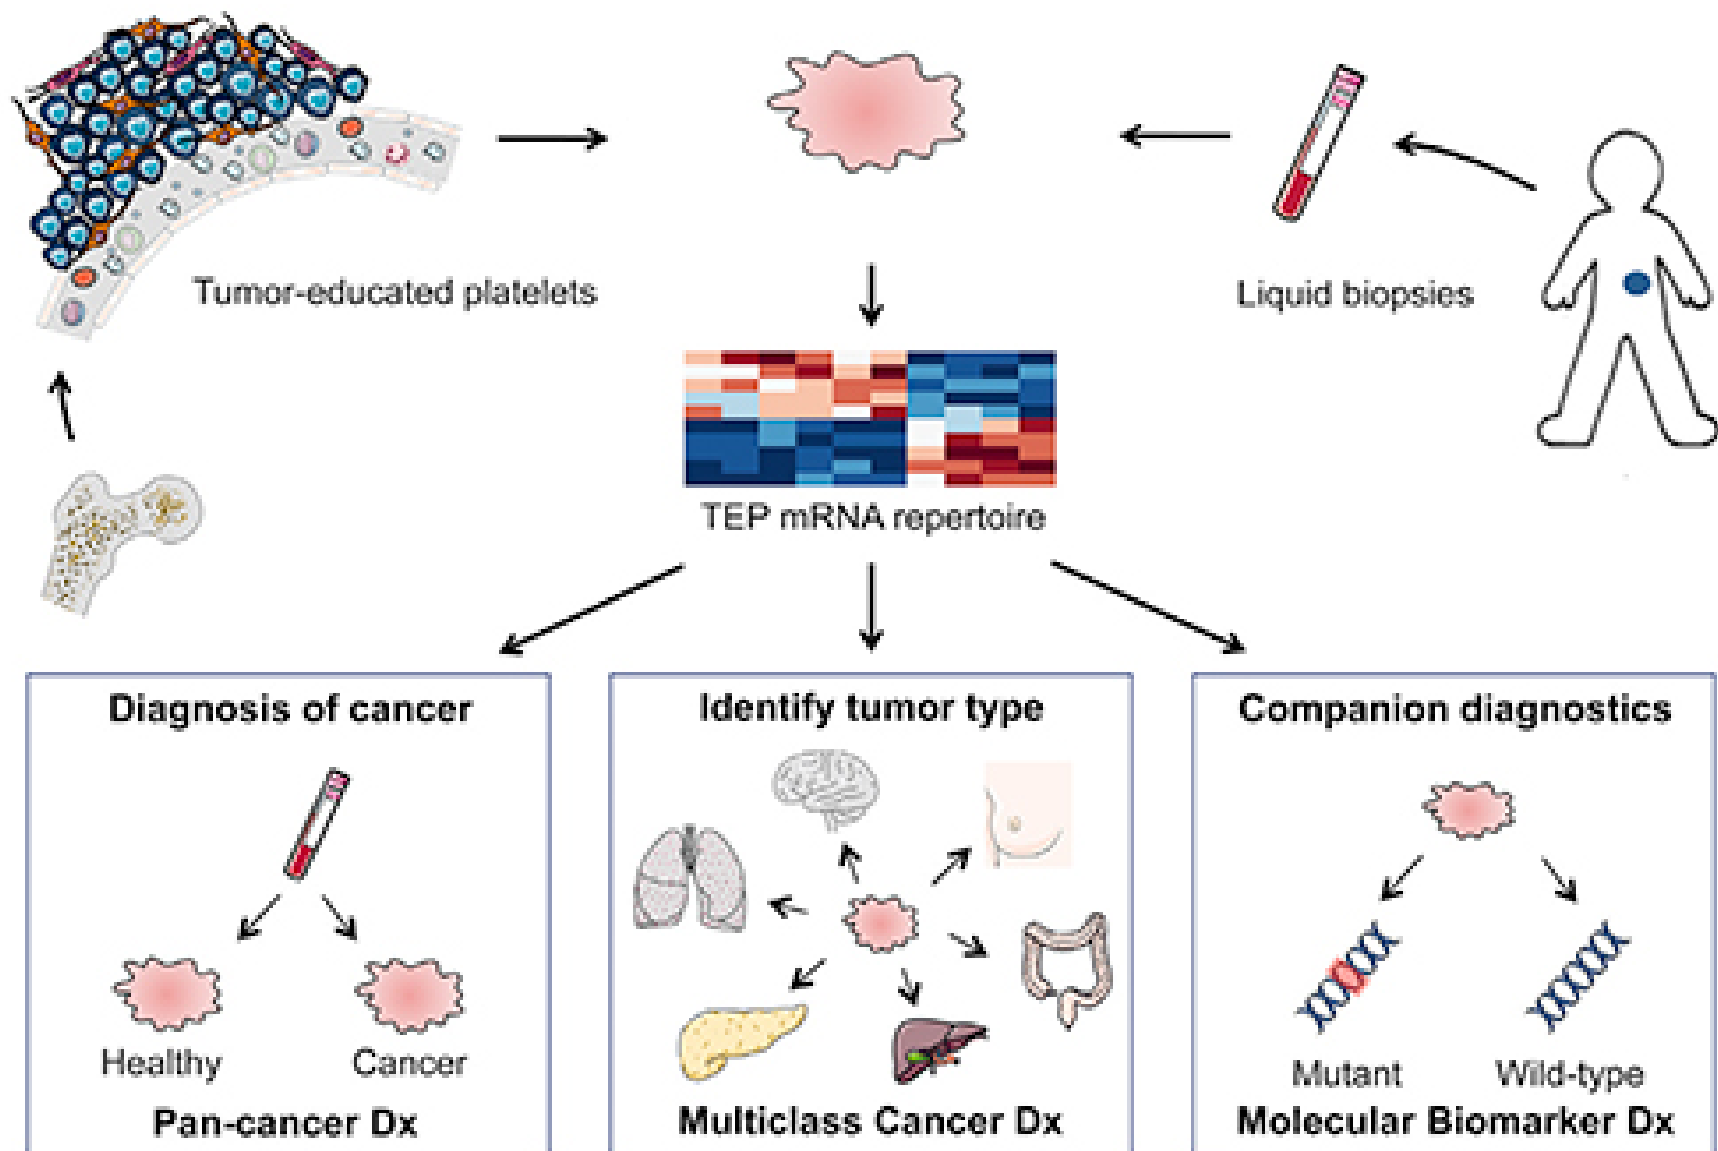 Tumor-educated platelets
Liquid biopsies
TEP mRNA repertoire
Diagnosis of cancer
Healthy
Cancer
Pan-cancer Dx
Identify tumor type
Multiclass Cancer Dx
Companion diagnostics
Mutant
Wild-type
Molecular Biomarker Dx